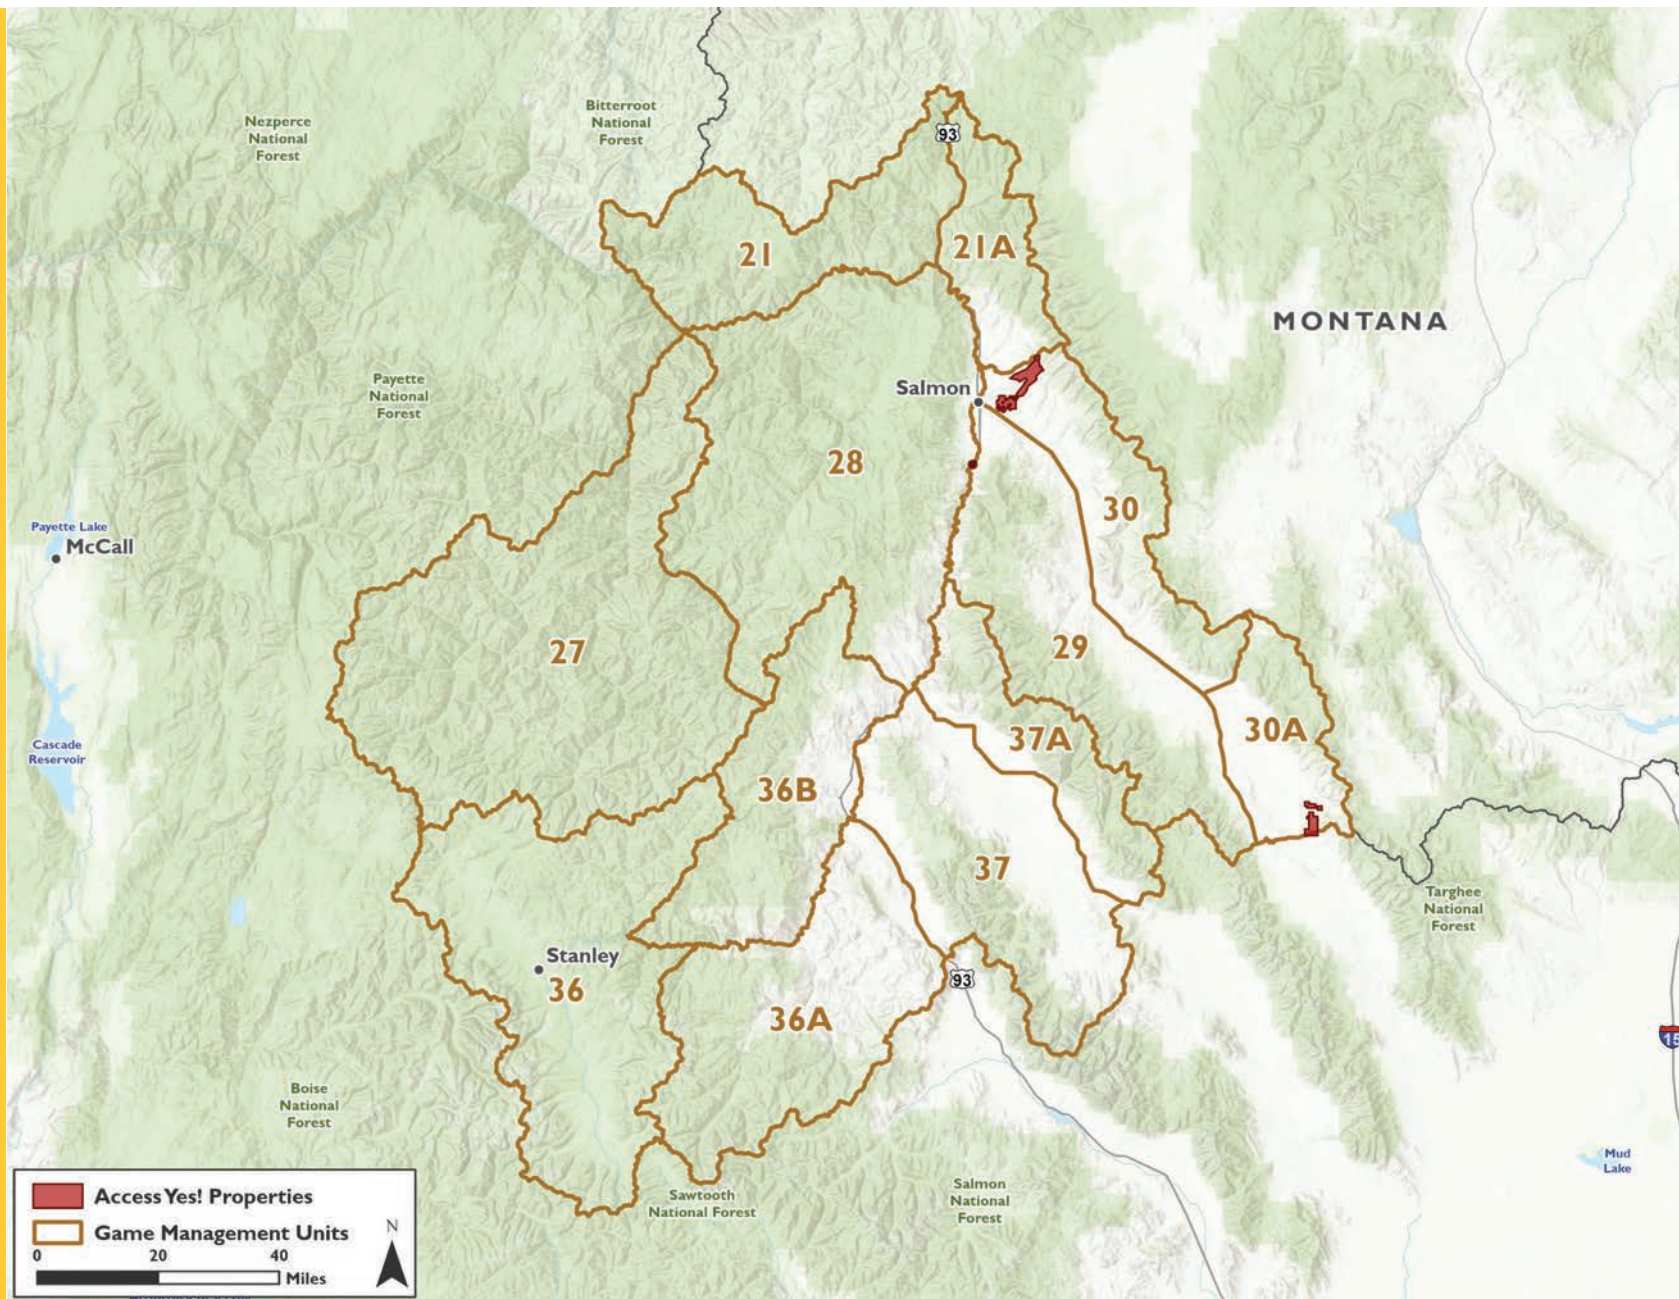 Nezperce
National
Forest
Bitterroot
National
Forest
93
21
21A
MONTANA
Payette
National
Forest
Salmon
28
30
Payette Lake
McCall
27
29
Cascade
Reservoir
37A
30A
36B
37
Targhee
National
Forest
Stanley
36
93
36A
15
Boise
National
Forest
Mud
Lake
Sawtooth
National Forest
Salmon
National
Forest
Access Yes! Properties
Game Management Units
N
0 20 40
Miles